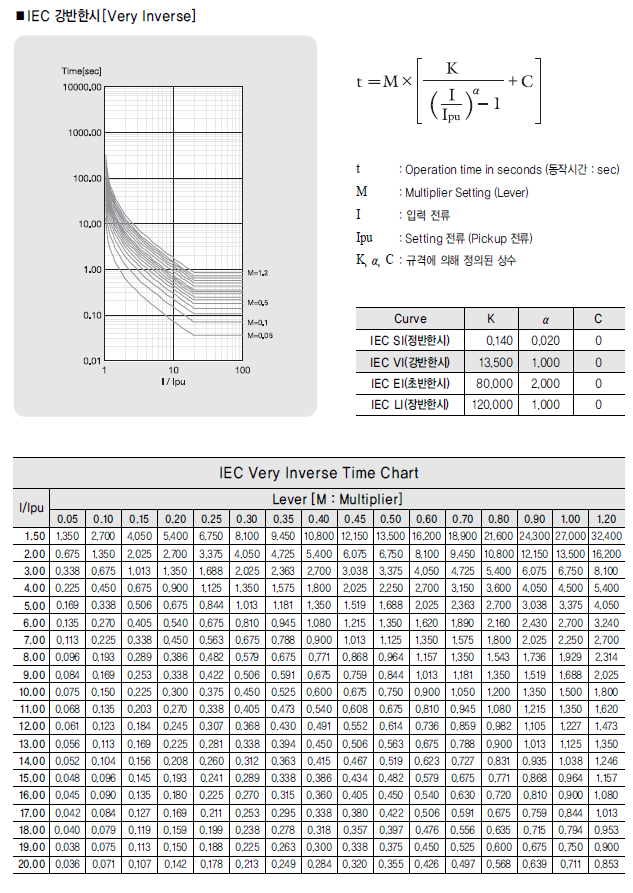 ■ IEC 강반한시[Very Inverse]
Time[sec]
10000.00
1000.00
100.00
10.00
1.00
0.10
0.01
M=1.2
M=0.5
M=0.1
M=0.05
1 10 100
I / Ipu
t = M × [ K / ( ( I / Ipu )^α − 1 ) + C ]
t : Operation time in seconds (동작시간 : sec)
M : Multiplier Setting (Lever)
I : 입력 전류
Ipu : Setting 전류 (Pickup 전류)
K, α, C : 규격에 의해 정의된 상수
Curve K α C
IEC SI(정반한시) 0.140 0.020 0
IEC VI(강반한시) 13.500 1.000 0
IEC EI(초반한시) 80.000 2.000 0
IEC LI(장반한시) 120.000 1.000 0
IEC Very Inverse Time Chart
I/Ipu Lever [M : Multiplier]
0.05 0.10 0.15 0.20 0.25 0.30 0.35 0.40 0.45 0.50 0.60 0.70 0.80 0.90 1.00 1.20
1.50 1.350 2.700 4.050 5.400 6.750 8.100 9.450 10.800 12.150 13.500 16.200 18.900 21.600 24.300 27.000 32.400
2.00 0.675 1.350 2.025 2.700 3.375 4.050 4.725 5.400 6.075 6.750 8.100 9.450 10.800 12.150 13.500 16.200
3.00 0.338 0.675 1.013 1.350 1.688 2.025 2.363 2.700 3.038 3.375 4.050 4.725 5.400 6.075 6.750 8.100
4.00 0.225 0.450 0.675 0.900 1.125 1.350 1.575 1.800 2.025 2.250 2.700 3.150 3.600 4.050 4.500 5.400
5.00 0.169 0.338 0.506 0.675 0.844 1.013 1.181 1.350 1.519 1.688 2.025 2.363 2.700 3.038 3.375 4.050
6.00 0.135 0.270 0.405 0.540 0.675 0.810 0.945 1.080 1.215 1.350 1.620 1.890 2.160 2.430 2.700 3.240
7.00 0.113 0.225 0.338 0.450 0.563 0.675 0.788 0.900 1.013 1.125 1.350 1.575 1.800 2.025 2.250 2.700
8.00 0.096 0.193 0.289 0.386 0.482 0.579 0.675 0.771 0.868 0.964 1.157 1.350 1.543 1.736 1.929 2.314
9.00 0.084 0.169 0.253 0.338 0.422 0.506 0.591 0.675 0.759 0.844 1.013 1.181 1.350 1.519 1.688 2.025
10.00 0.075 0.150 0.225 0.300 0.375 0.450 0.525 0.600 0.675 0.750 0.900 1.050 1.200 1.350 1.500 1.800
11.00 0.068 0.135 0.203 0.270 0.338 0.405 0.473 0.540 0.608 0.675 0.810 0.945 1.080 1.215 1.350 1.620
12.00 0.061 0.123 0.184 0.245 0.307 0.368 0.430 0.491 0.552 0.614 0.736 0.859 0.982 1.105 1.227 1.473
13.00 0.056 0.113 0.169 0.225 0.281 0.338 0.394 0.450 0.506 0.563 0.675 0.788 0.900 1.013 1.125 1.350
14.00 0.052 0.104 0.156 0.208 0.260 0.312 0.363 0.415 0.467 0.519 0.623 0.727 0.831 0.935 1.038 1.246
15.00 0.048 0.096 0.145 0.193 0.241 0.289 0.338 0.386 0.434 0.482 0.579 0.675 0.771 0.868 0.964 1.157
16.00 0.045 0.090 0.135 0.180 0.225 0.270 0.315 0.360 0.405 0.450 0.540 0.630 0.720 0.810 0.900 1.080
17.00 0.042 0.084 0.127 0.169 0.211 0.253 0.295 0.338 0.380 0.422 0.506 0.591 0.675 0.759 0.844 1.013
18.00 0.040 0.079 0.119 0.159 0.199 0.238 0.278 0.318 0.357 0.397 0.476 0.556 0.635 0.715 0.794 0.953
19.00 0.038 0.075 0.113 0.150 0.188 0.225 0.263 0.300 0.338 0.375 0.450 0.525 0.600 0.675 0.750 0.900
20.00 0.036 0.071 0.107 0.142 0.178 0.213 0.249 0.284 0.320 0.355 0.426 0.497 0.568 0.639 0.711 0.853